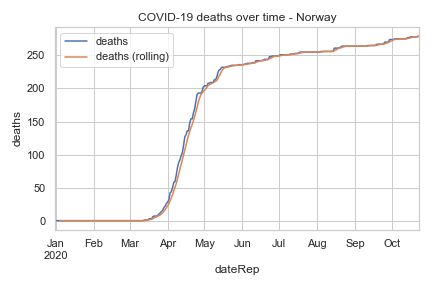 COVID-19 deaths over time - Norway
deaths
deaths (rolling)
deaths
250
200
150
100
50
0
Jan Feb Mar Apr May Jun Jul Aug Sep Oct
2020
dateRep